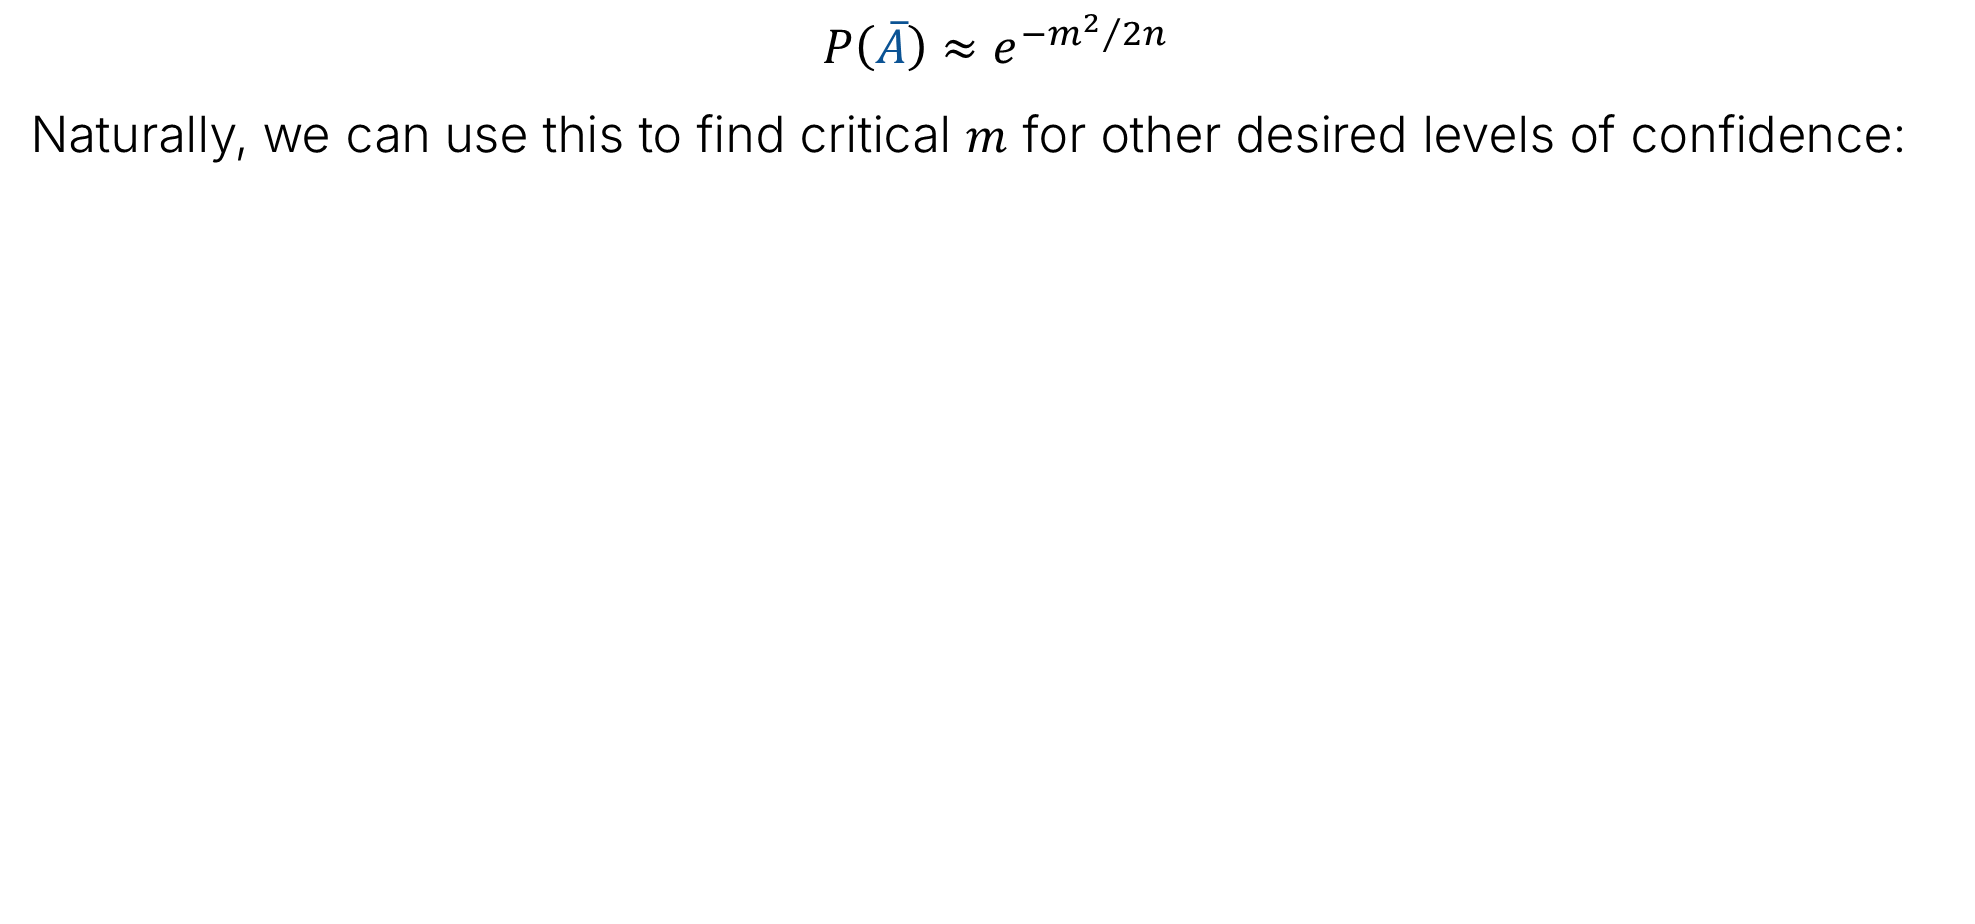 P(Ā) ≈ e^{−m²/2n}
Naturally, we can use this to find critical m for other desired levels of confidence: